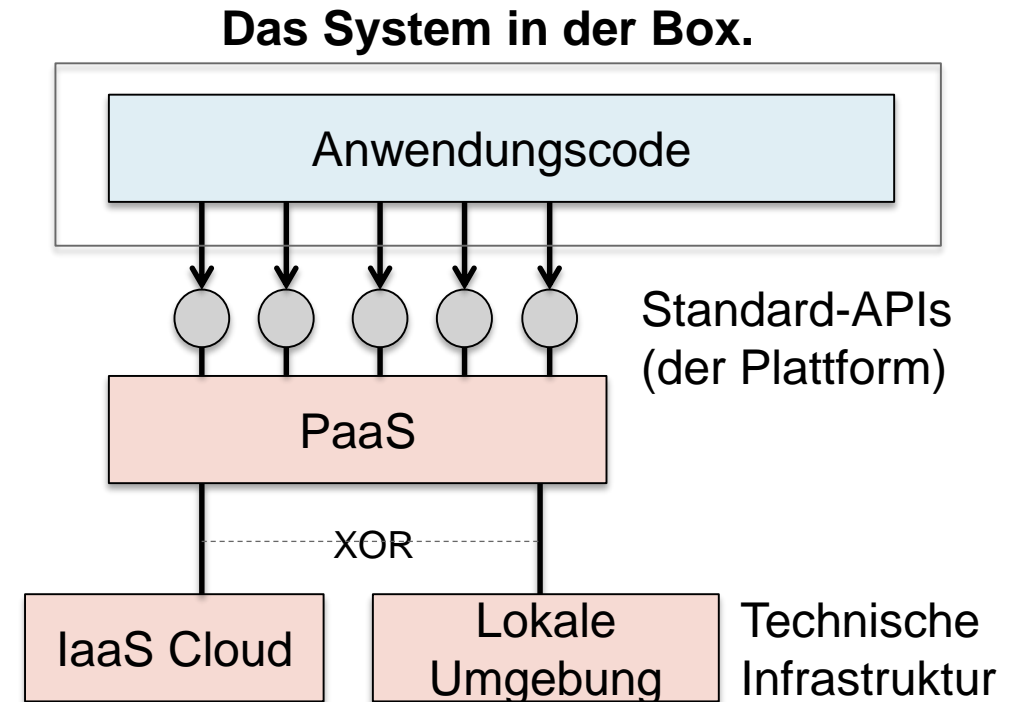 Das System in der Box.
Anwendungscode
Standard-APIs
(der Plattform)
PaaS
XOR
IaaS Cloud
Lokale
Umgebung
Technische
Infrastruktur